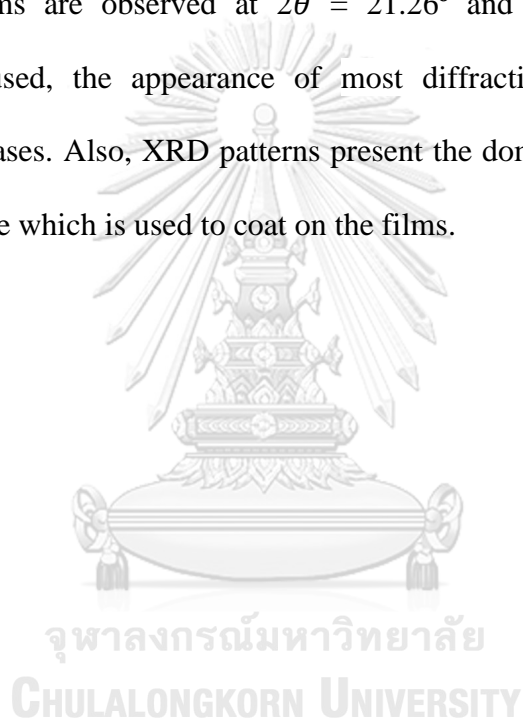 ms are observed at 2θ = 21.26° and
used, the appearance of most diffracti
ases. Also, XRD patterns present the don
e which is used to coat on the films.
จุฬาลงกรณ์มหาวิทยาลัย
CHULALONGKORN UNIVERSITY